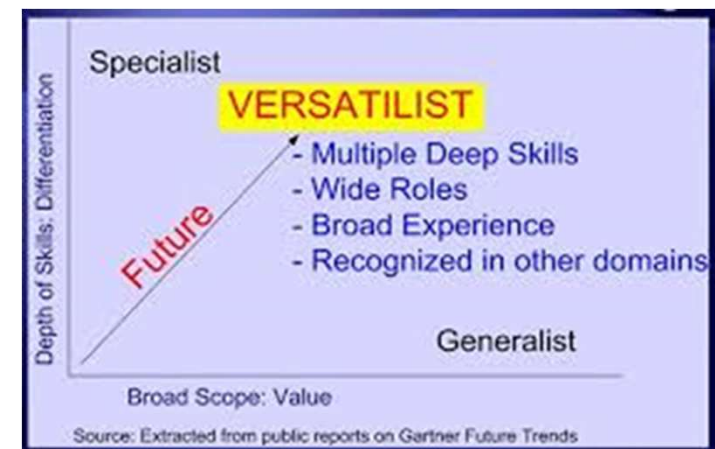 Specialist
VERSATILIST
- Multiple Deep Skills
- Wide Roles
- Broad Experience
- Recognized in other domains
Future
Depth of Skills: Differentiation
Generalist
Broad Scope: Value
Source: Extracted from public reports on Gartner Future Trends